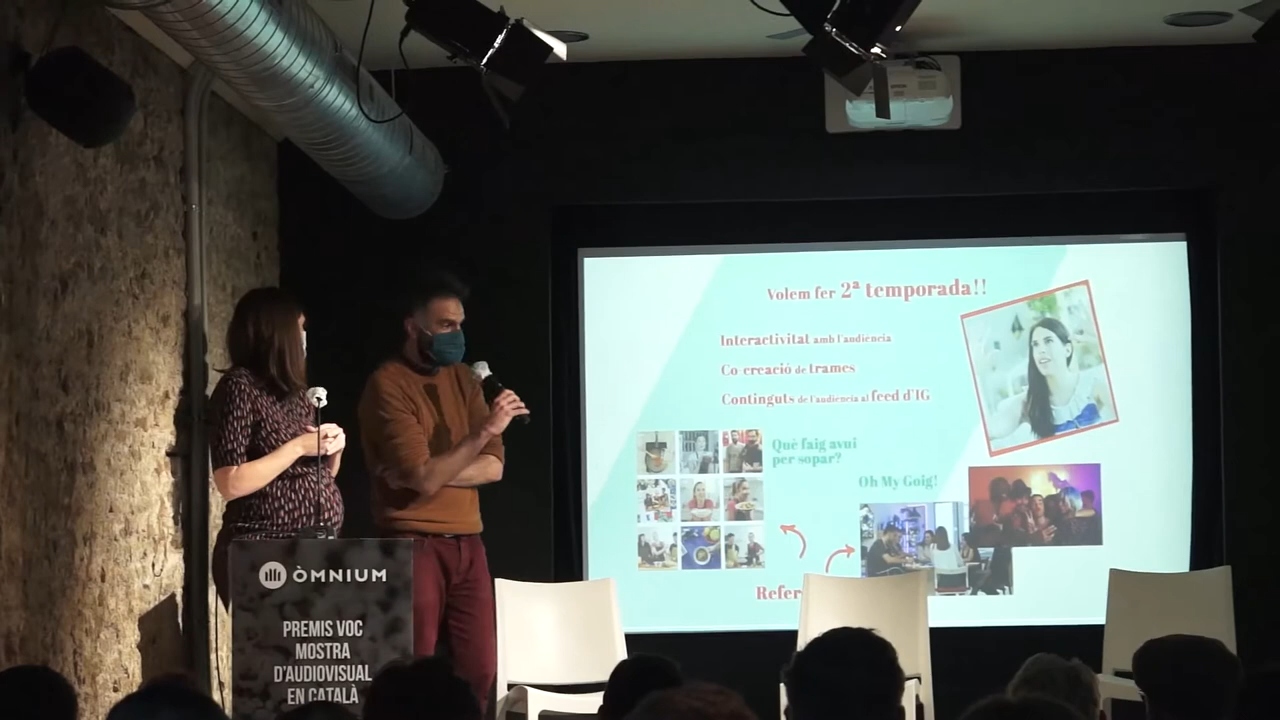 Volem fer 2ª temporada!!
Interactivitat amb l'audiència
Co-creació de trames
Continguts de l'audiència al feed d'IG
Què faig avui
per sopar?
Oh My Goig!
Refer
ÒMNIUM
PREMIS VOC
MOSTRA
D'AUDIOVISUAL
EN CATALÀ